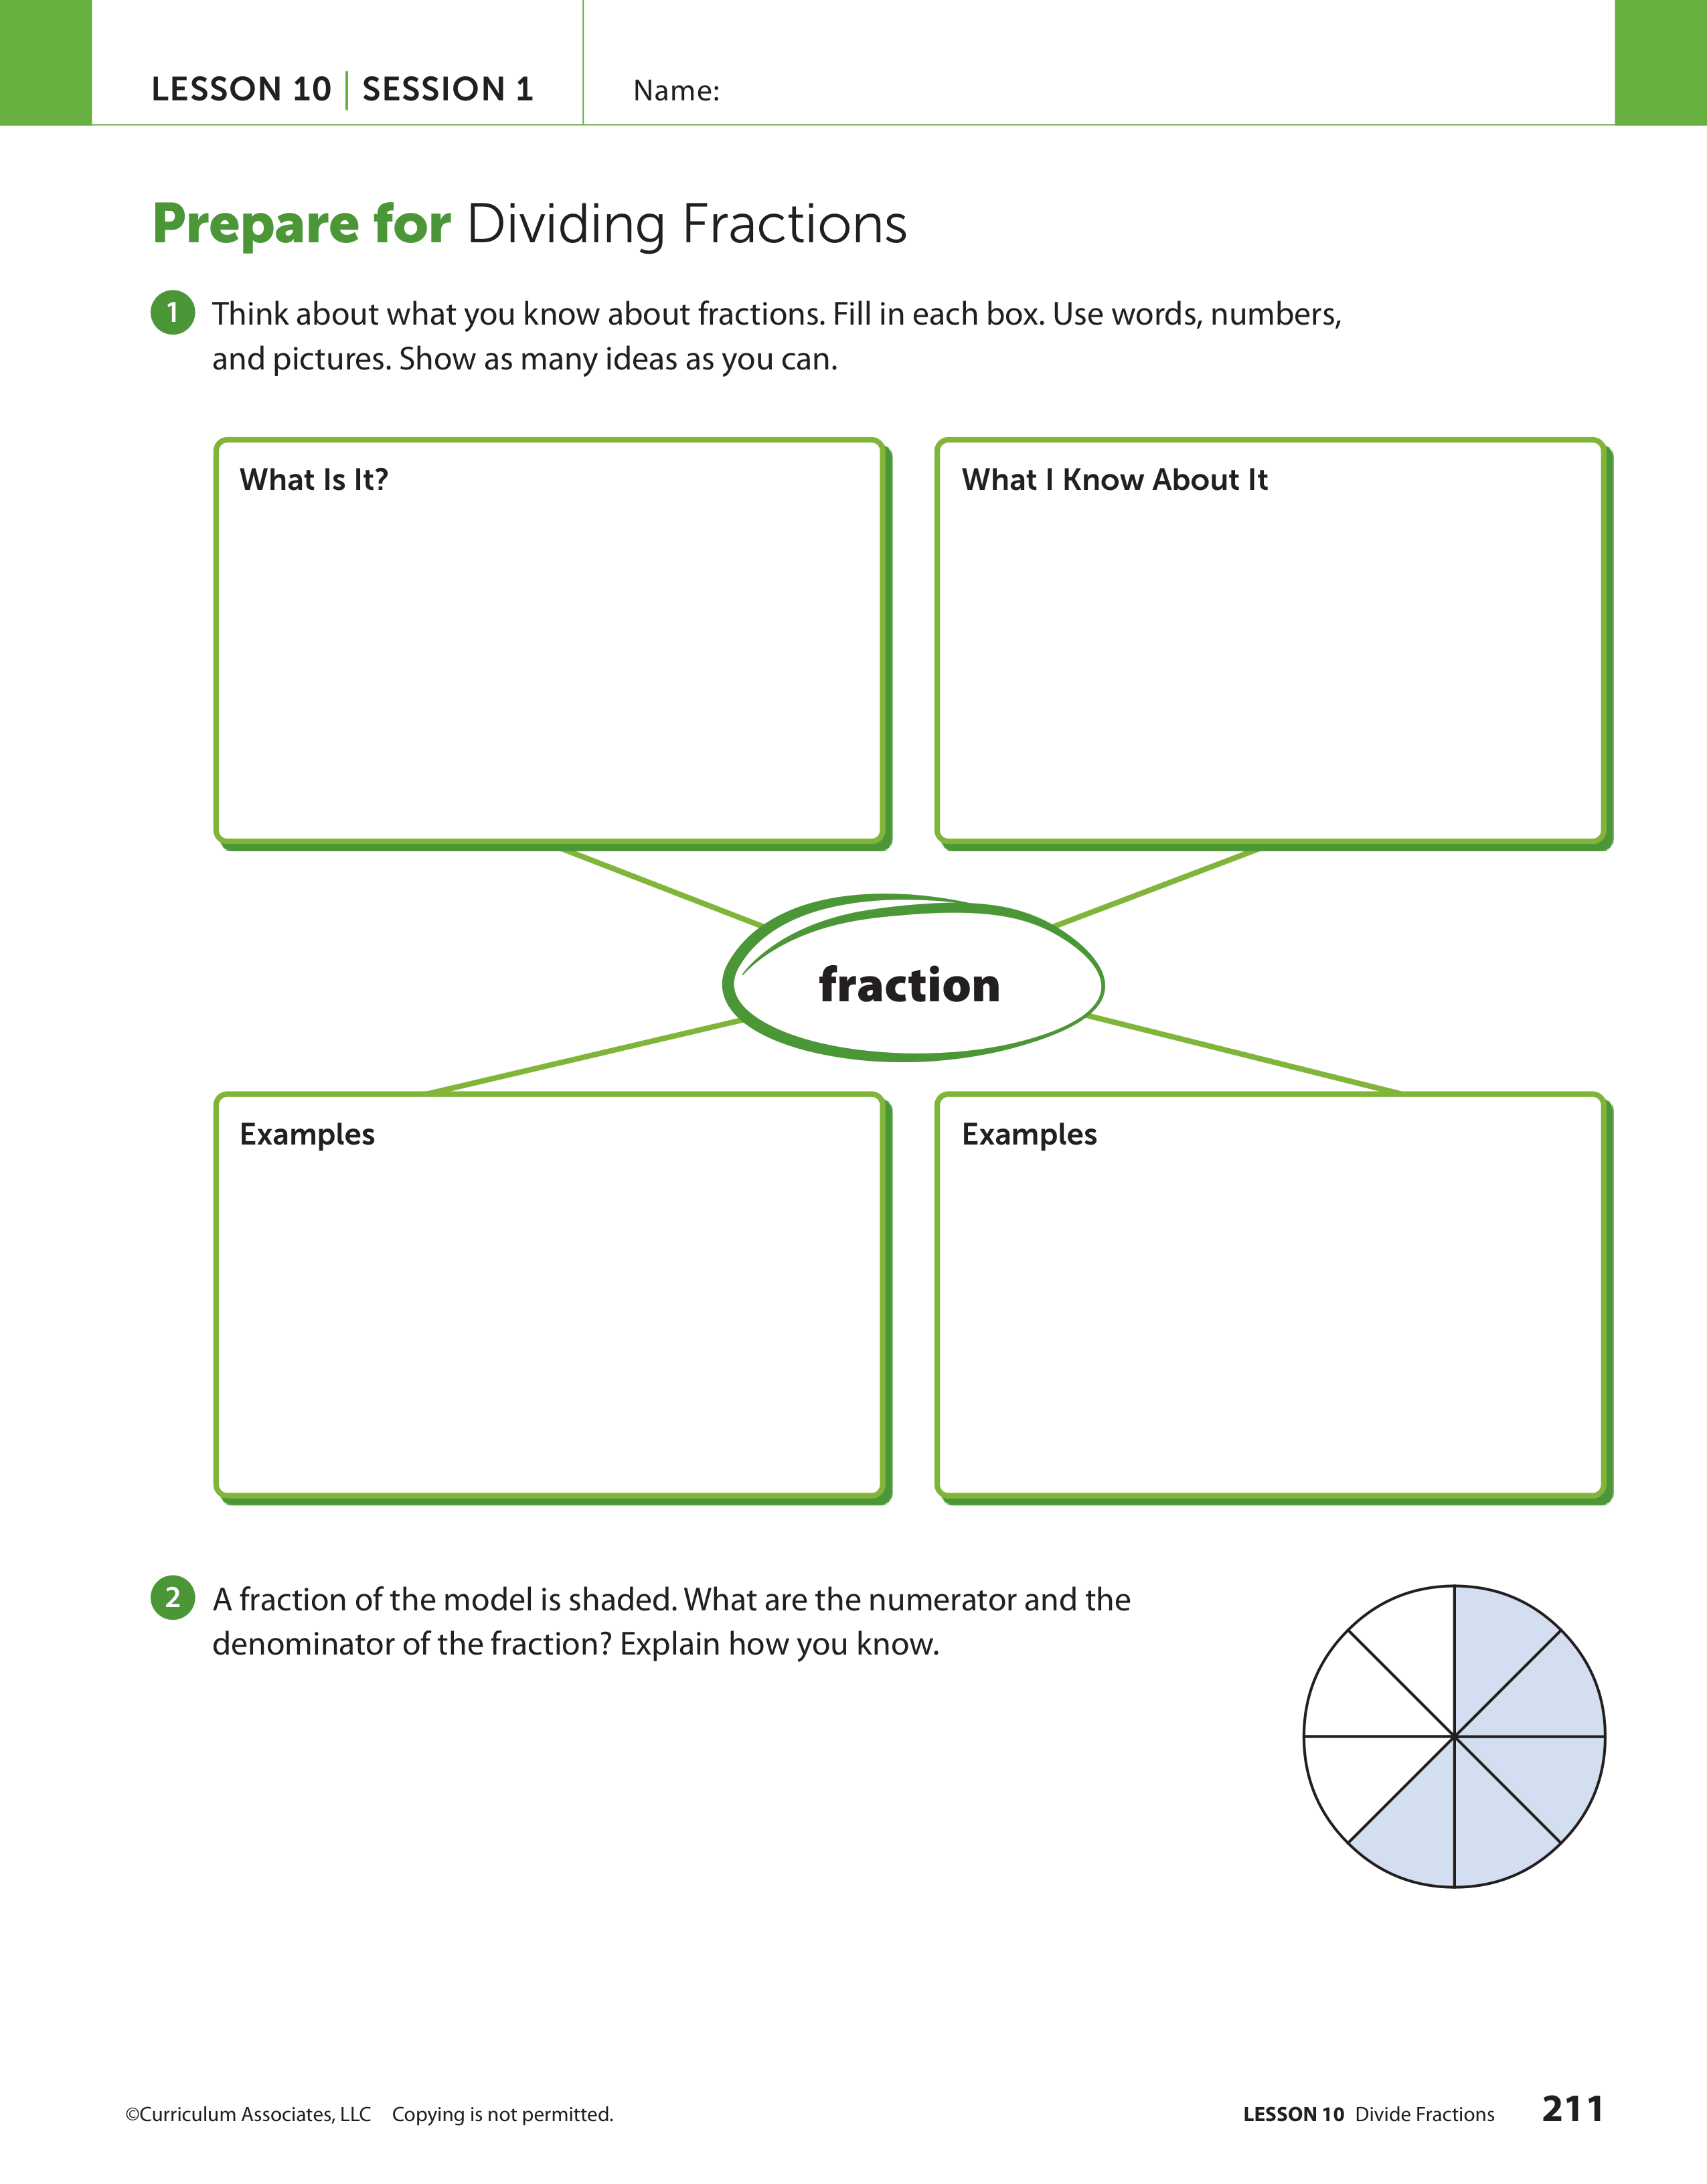 LESSON 10 | SESSION 1
Name:
Prepare for Dividing Fractions
1 Think about what you know about fractions. Fill in each box. Use words, numbers,
and pictures. Show as many ideas as you can.
What Is It?
What I Know About It
fraction
Examples
Examples
2 A fraction of the model is shaded. What are the numerator and the
denominator of the fraction? Explain how you know.
©Curriculum Associates, LLC Copying is not permitted.
LESSON 10 Divide Fractions 211